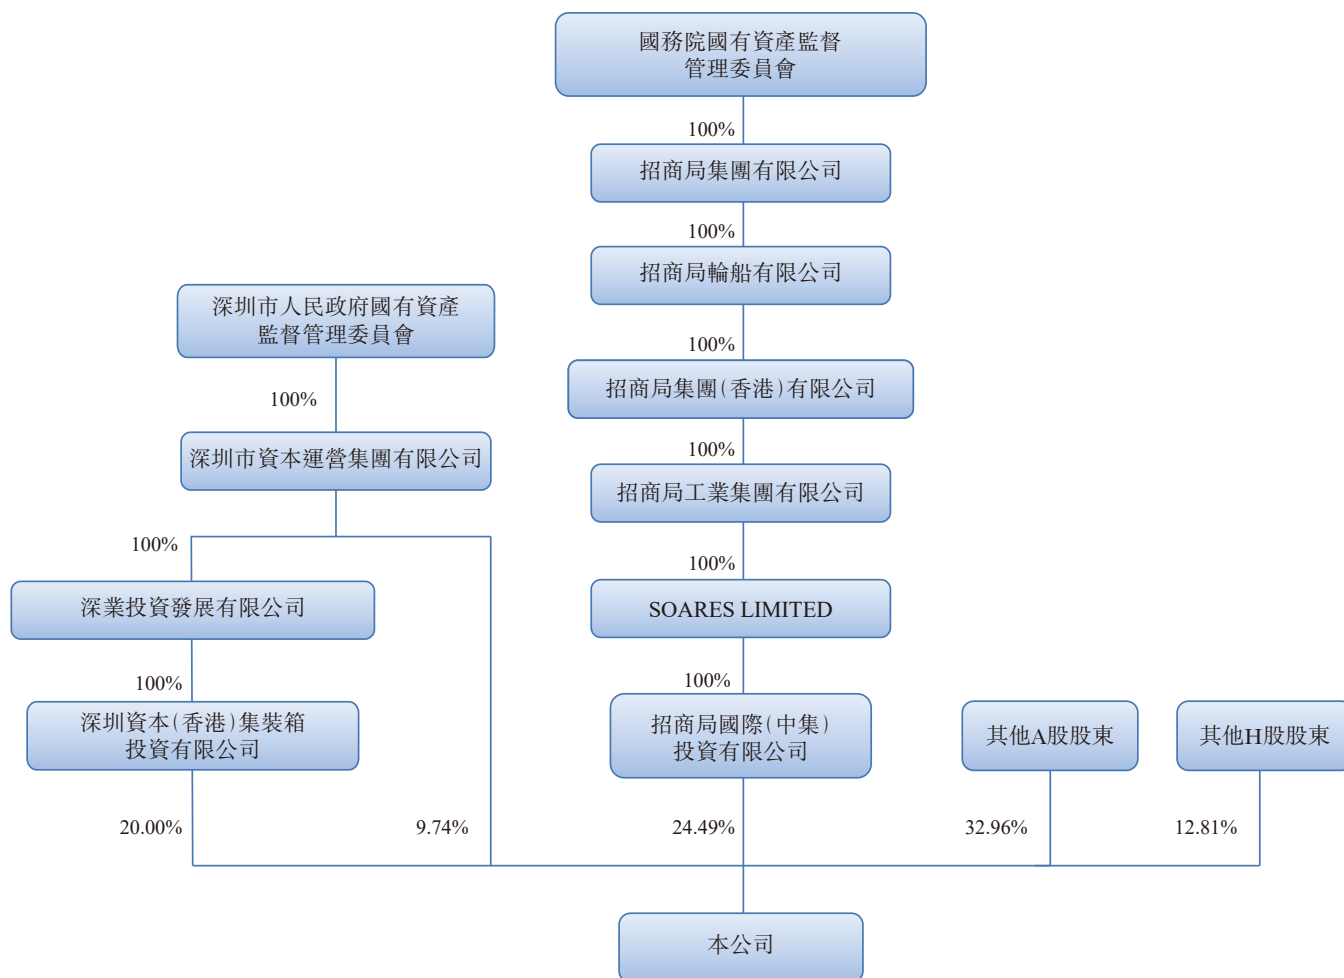 國務院國有資產監督
管理委員會
100%
招商局集團有限公司
100%
招商局輪船有限公司
深圳市人民政府國有資產
監督管理委員會
100%
招商局集團(香港)有限公司
100%
100%
深圳市資本運營集團有限公司
招商局工業集團有限公司
100%
100%
深業投資發展有限公司
SOARES LIMITED
100%
100%
深圳資本(香港)集裝箱
投資有限公司
招商局國際(中集)
投資有限公司
其他A股股東
其他H股股東
20.00%
9.74%
24.49%
32.96%
12.81%
本公司